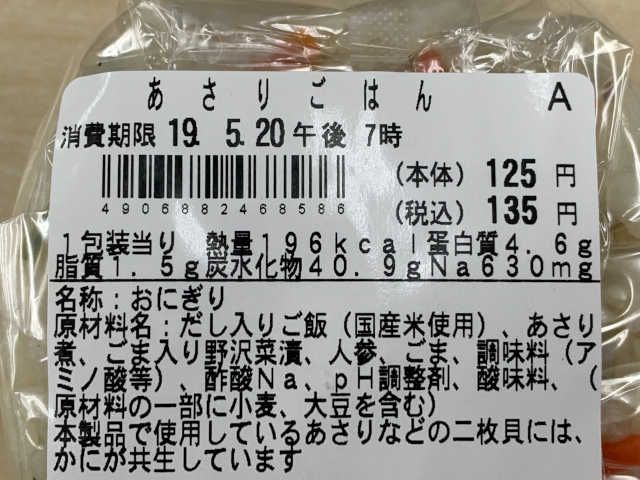 あさりごはん A
消費期限 19. 5.20午後 7時
(本体) 125 円
4906882468586
(税込) 135 円
1包装当り 熱量196kcal蛋白質4.6g
脂質1.5g炭水化物40.9gNa630mg
名称:おにぎり
原材料名:だし入りご飯(国産米使用)、あさり
煮、ごま入り野沢菜漬、人参、ごま、調味料(ア
ミノ酸等)、酢酸Na、pH調整剤、酸味料、(
原材料の一部に小麦、大豆を含む)
本製品で使用しているあさりなどの二枚貝には、
かにが共生しています